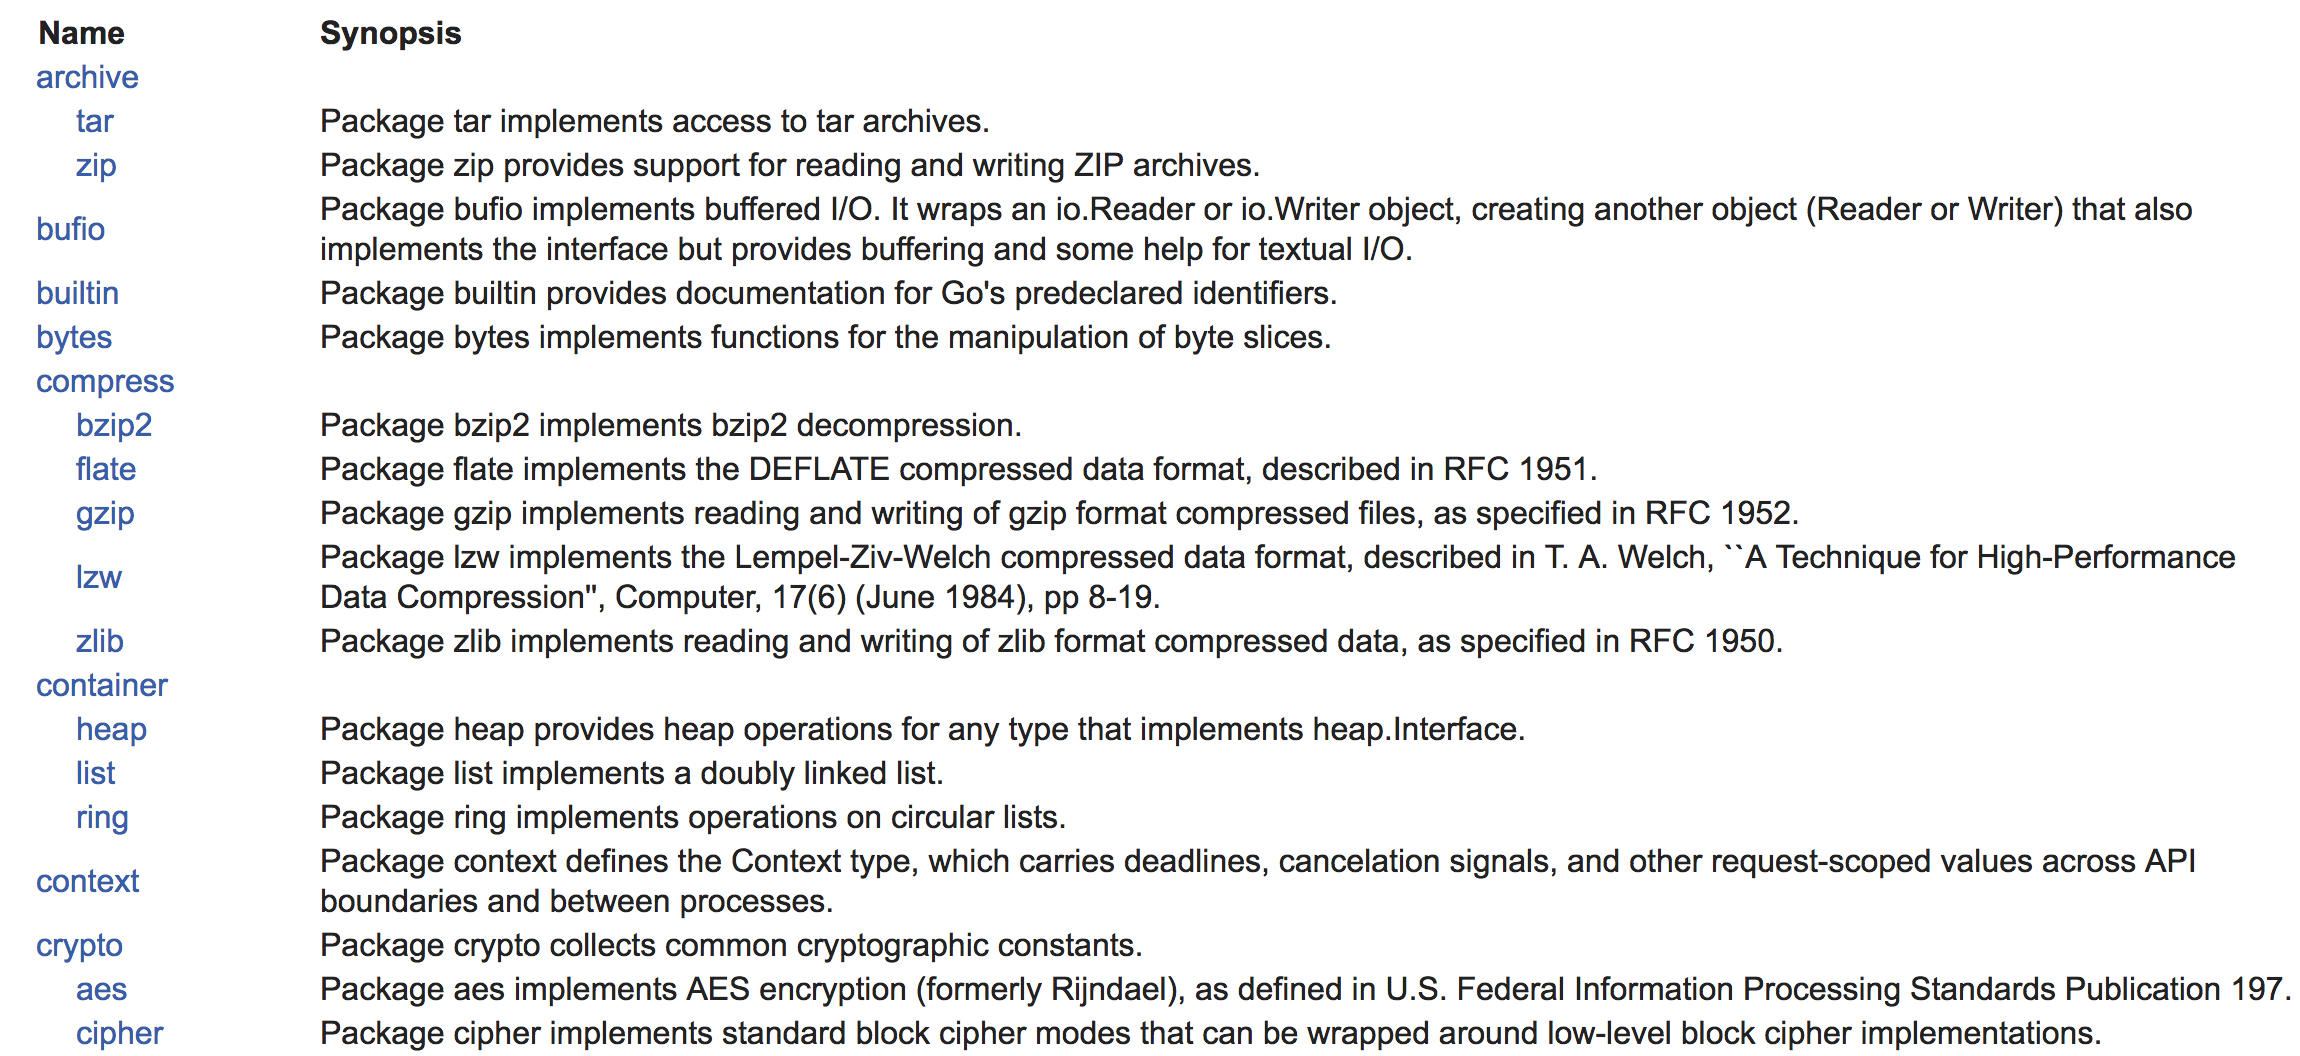 Name Synopsis
archive
tar Package tar implements access to tar archives.
zip Package zip provides support for reading and writing ZIP archives.
bufio Package bufio implements buffered I/O. It wraps an io.Reader or io.Writer object, creating another object (Reader or Writer) that also
implements the interface but provides buffering and some help for textual I/O.
builtin Package builtin provides documentation for Go's predeclared identifiers.
bytes Package bytes implements functions for the manipulation of byte slices.
compress
bzip2 Package bzip2 implements bzip2 decompression.
flate Package flate implements the DEFLATE compressed data format, described in RFC 1951.
gzip Package gzip implements reading and writing of gzip format compressed files, as specified in RFC 1952.
lzw Package lzw implements the Lempel-Ziv-Welch compressed data format, described in T. A. Welch, ``A Technique for High-Performance
Data Compression'', Computer, 17(6) (June 1984), pp 8-19.
zlib Package zlib implements reading and writing of zlib format compressed data, as specified in RFC 1950.
container
heap Package heap provides heap operations for any type that implements heap.Interface.
list Package list implements a doubly linked list.
ring Package ring implements operations on circular lists.
context Package context defines the Context type, which carries deadlines, cancelation signals, and other request-scoped values across API
boundaries and between processes.
crypto Package crypto collects common cryptographic constants.
aes Package aes implements AES encryption (formerly Rijndael), as defined in U.S. Federal Information Processing Standards Publication 197.
cipher Package cipher implements standard block cipher modes that can be wrapped around low-level block cipher implementations.